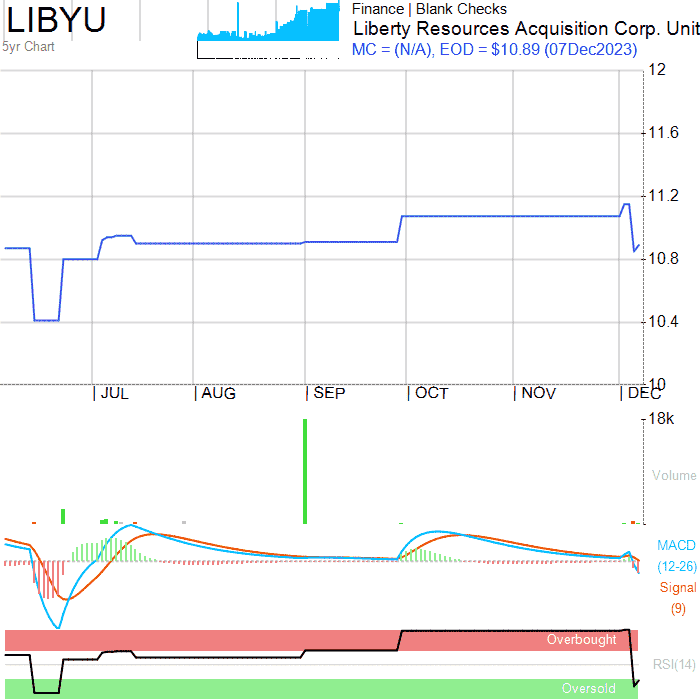 LIBYU
5yr Chart
Finance | Blank Checks
Liberty Resources Acquisition Corp. Unit
MC = (N/A), EOD = $10.89 (07Dec2023)
12
11.6
11.2
10.8
10.4
10
JUL AUG SEP OCT NOV DEC
18k
Volume
MACD
(12-26)
Signal
(9)
Overbought
RSI(14)
Oversold